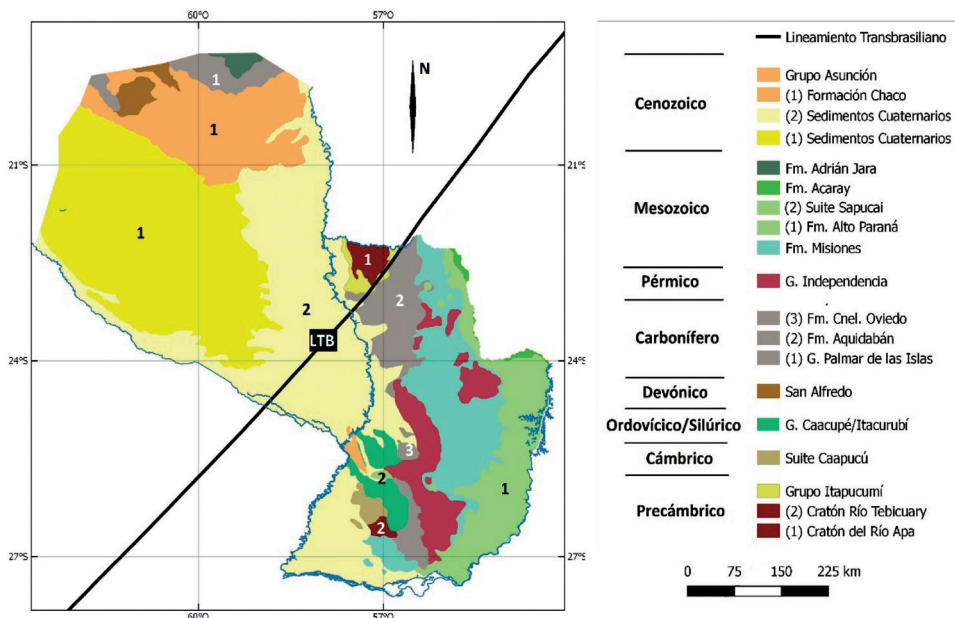 60°O 57°O
N
1
1
21°S
1
1
2
2
LTB
24°S
3
2
1
2
27°S
60°O 57°O
Lineamiento Transbrasiliano
Cenozoico
Grupo Asunción
(1) Formación Chaco
(2) Sedimentos Cuaternarios
(1) Sedimentos Cuaternarios
Mesozoico
Fm. Adrián Jara
Fm. Acaray
(2) Suite Sapucai
(1) Fm. Alto Paraná
Fm. Misiones
Pérmico
G. Independencia
Carbonífero
(3) Fm. Cnel. Oviedo
(2) Fm. Aquidabán
(1) G. Palmar de las Islas
Devónico
San Alfredo
Ordovícico/Silúrico
G. Caacupé/Itacurubí
Cámbrico
Suite Caapucú
Precámbrico
Grupo Itapucumí
(2) Cratón Río Tebicuary
(1) Cratón del Río Apa
0 75 150 225 km